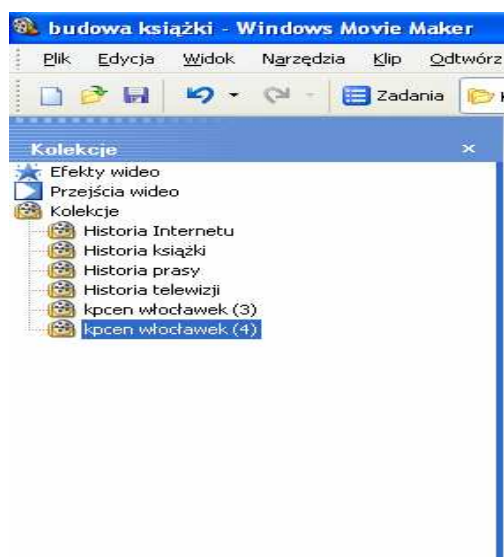 budowa książki - Windows Movie Maker
Plik Edycja Widok Narzędzia Klip Odtwórz
Zadania
Kolekcje
Efekty wideo
Przejścia wideo
Kolekcje
Historia Internetu
Historia książki
Historia prasy
Historia telewizji
kpcen włocławek (3)
kpcen włocławek (4)